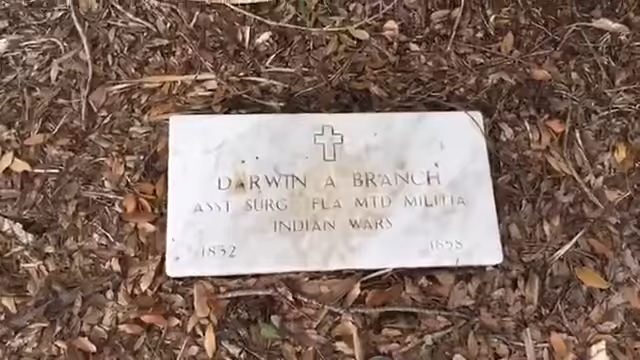 DARWIN A BRANCH
ASST SURG FLA MTD MILITIA
INDIAN WARS
1832 1858